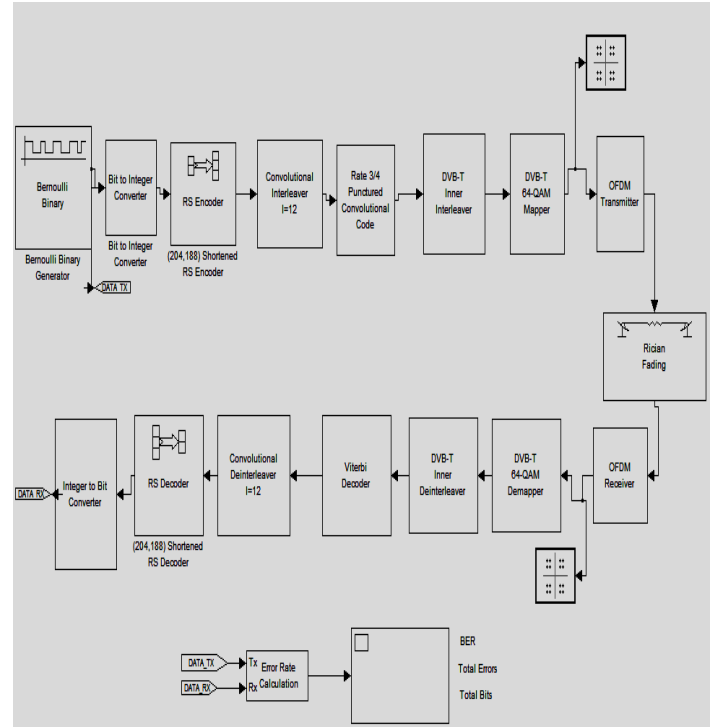 Bernoulli
Binary
Bernoulli Binary
Generator
DATA TX
Bit to Integer
Converter
Bit to Integer
Converter
RS Encoder
(204,188) Shortened
RS Encoder
Convolutional
Interleaver
I=12
Rate 3/4
Punctured
Convolutional
Code
DVB-T
Inner
Interleaver
DVB-T
64-QAM
Mapper
OFDM
Transmitter
Rician
Fading
OFDM
Receiver
DVB-T
64-QAM
Demapper
DVB-T
Inner
Deinterleaver
Viterbi
Decoder
Convolutional
Deinterleaver
I=12
RS Decoder
(204,188) Shortened
RS Decoder
Integer to Bit
Converter
DATA RX
DATA_TX
DATA_RX
Tx
Rx
Error Rate
Calculation
BER
Total Errors
Total Bits